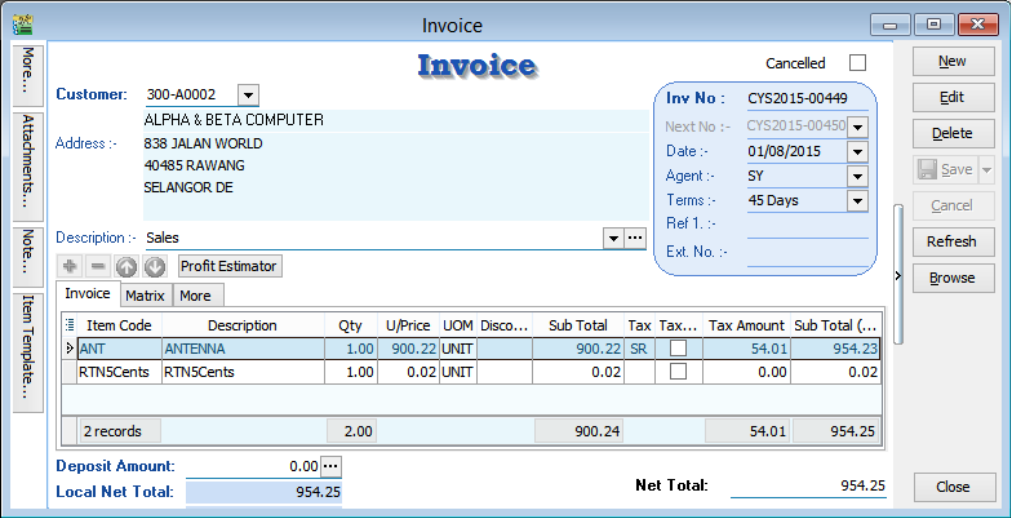 Invoice
More...
Attachments...
Note...
Item Template...
Invoice
Cancelled
Customer: 300-A0002
ALPHA & BETA COMPUTER
Address :- 838 JALAN WORLD
40485 RAWANG
SELANGOR DE
Inv No : CYS2015-00449
Next No :- CYS2015-00450
Date :- 01/08/2015
Agent :- SY
Terms :- 45 Days
Ref 1. :-
Ext. No. :-
Description :- Sales
Profit Estimator
Invoice Matrix More
Item Code Description Qty U/Price UOM Disco... Sub Total Tax Tax... Tax Amount Sub Total (...
ANT ANTENNA 1.00 900.22 UNIT 900.22 SR 54.01 954.23
RTN5Cents RTN5Cents 1.00 0.02 UNIT 0.02 0.00 0.02
2 records 2.00 900.24 54.01 954.25
Deposit Amount: 0.00
Local Net Total: 954.25
Net Total: 954.25
New
Edit
Delete
Save
Cancel
Refresh
Browse
Close